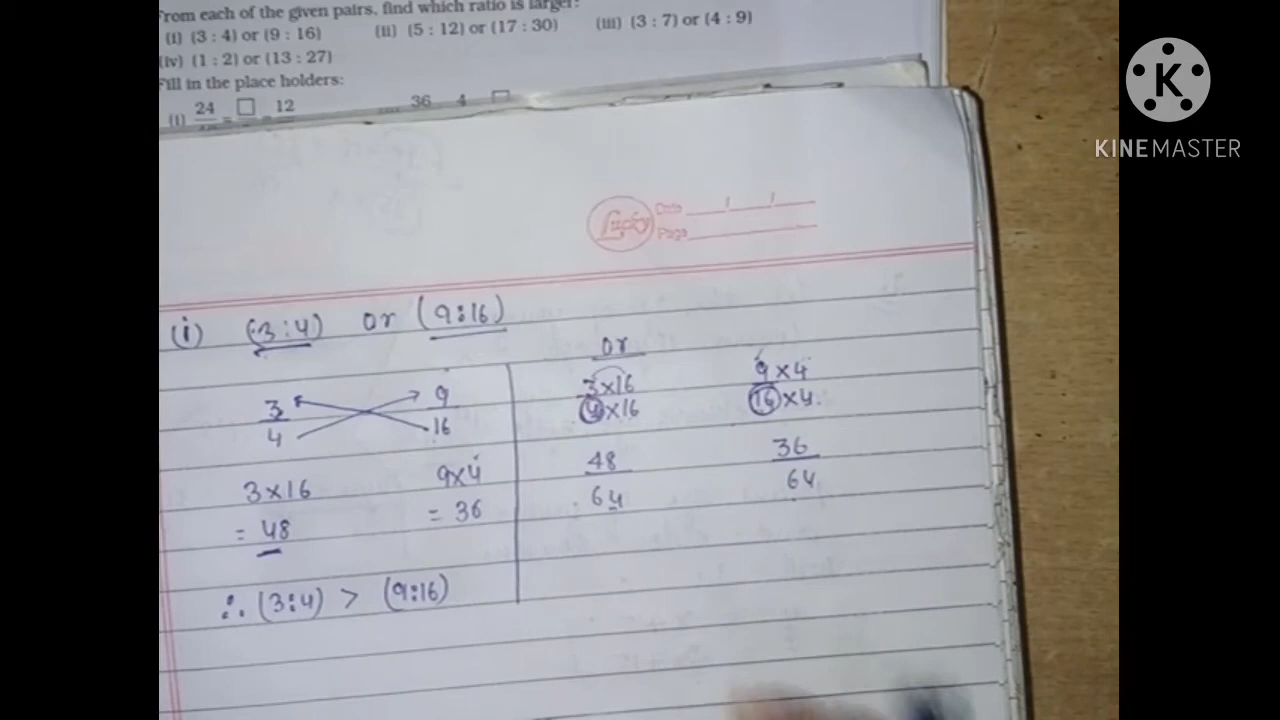 From each of the given pairs, find which ratio is larger:
(i) (3 : 4) or (9 : 16) (ii) (5 : 12) or (17 : 30) (iii) (3 : 7) or (4 : 9)
(iv) (1 : 2) or (13 : 27)
Fill in the place holders:
(i) 24 = □ = 12 36 4 □
KINEMASTER
Lucky Date
Page
(i) (3:4) or (9:16)
or
3/4 9/16
3×16/4×16 9×4/16×4
3×16 9×4
= 48 = 36
48/64 36/64
∴ (3:4) > (9:16)